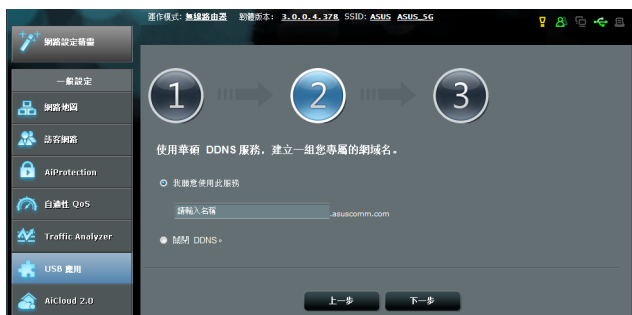 運作模式: 無線路由器 韌體版本: 3.0.0.4.378 SSID: ASUS ASUS_5G
網路設定精靈
一般設定
網路地圖
訪客網路
AiProtection
自適性 QoS
Traffic Analyzer
USB 應用
AiCloud 2.0
1
2
3
使用華碩 DDNS 服務，建立一組您專屬的網域名。
我願意使用此服務
請輸入名稱 .asuscomm.com
關閉 DDNS。
上一步 下一步